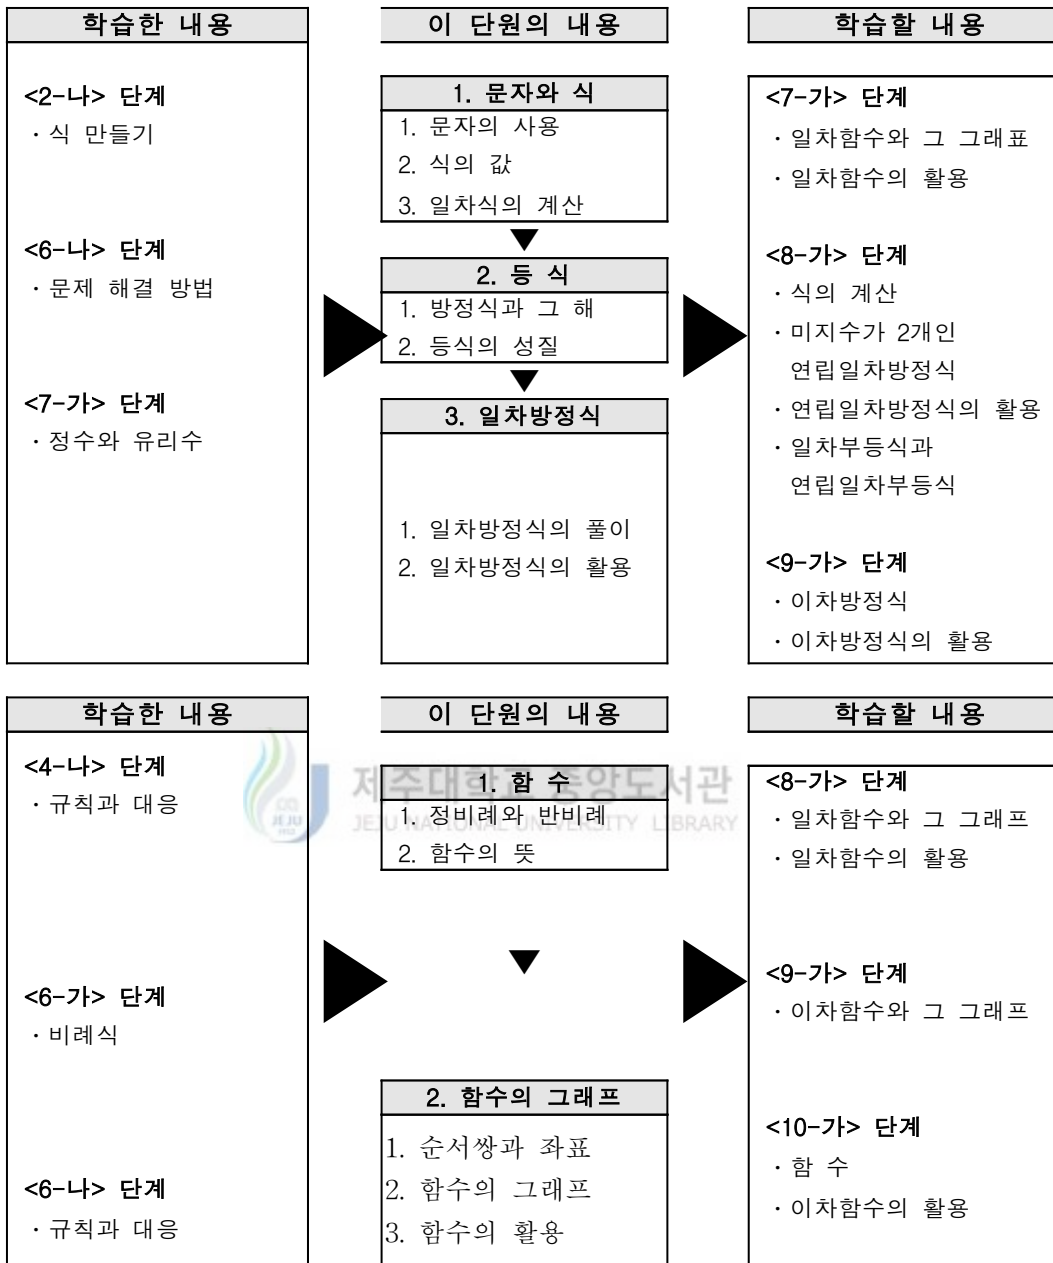 학습한 내용
<2-나> 단계
· 식 만들기
<6-나> 단계
· 문제 해결 방법
<7-가> 단계
· 정수와 유리수
이 단원의 내용
1. 문자와 식
1. 문자의 사용
2. 식의 값
3. 일차식의 계산
2. 등 식
1. 방정식과 그 해
2. 등식의 성질
3. 일차방정식
1. 일차방정식의 풀이
2. 일차방정식의 활용
학습할 내용
<7-가> 단계
· 일차함수와 그 그래표
· 일차함수의 활용
<8-가> 단계
· 식의 계산
· 미지수가 2개인
연립일차방정식
· 연립일차방정식의 활용
· 일차부등식과
연립일차부등식
<9-가> 단계
· 이차방정식
· 이차방정식의 활용
학습한 내용
<4-나> 단계
· 규칙과 대응
<6-가> 단계
· 비례식
<6-나> 단계
· 규칙과 대응
이 단원의 내용
1. 함 수
1. 정비례와 반비례
2. 함수의 뜻
2. 함수의 그래프
1. 순서쌍과 좌표
2. 함수의 그래프
3. 함수의 활용
학습할 내용
<8-가> 단계
· 일차함수와 그 그래프
· 일차함수의 활용
<9-가> 단계
· 이차함수와 그 그래프
<10-가> 단계
· 함 수
· 이차함수의 활용
제주대학교 중앙도서관
JEJU NATIONAL UNIVERSITY LIBRARY
JEJU
1952